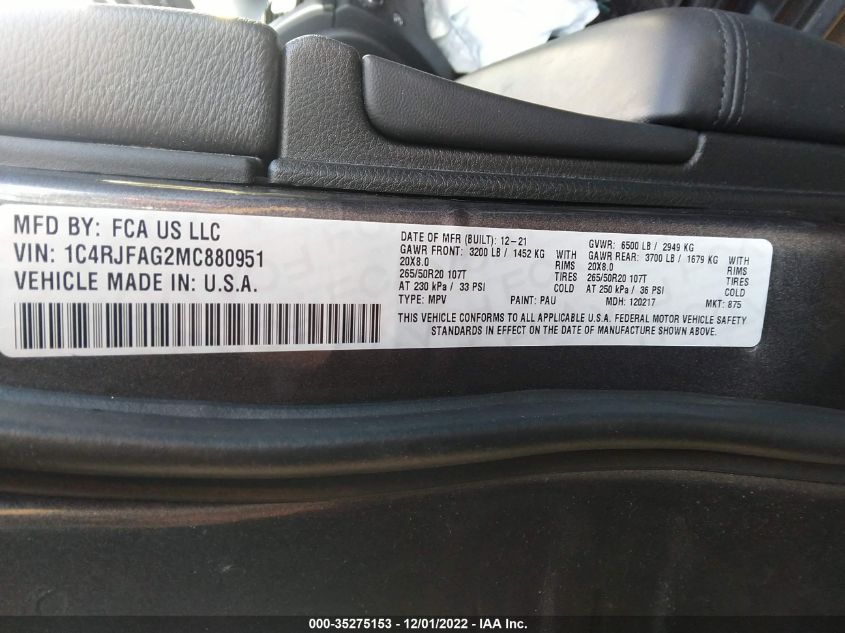 MFD BY: FCA US LLC
VIN: 1C4RJFAG2MC880951
VEHICLE MADE IN: U.S.A.
DATE OF MFR (BUILT): 12-21
GAWR FRONT: 3200 LB / 1452 KG WITH
20X8.0 RIMS
265/50R20 107T TIRES
AT 230 kPa / 33 PSI COLD
TYPE: MPV PAINT: PAU
GVWR: 6500 LB / 2949 KG
GAWR REAR: 3700 LB / 1679 KG WITH
20X8.0 RIMS
265/50R20 107T TIRES
AT 250 kPa / 36 PSI COLD
MDH: 120217 MKT: 875
THIS VEHICLE CONFORMS TO ALL APPLICABLE U.S.A. FEDERAL MOTOR VEHICLE SAFETY
STANDARDS IN EFFECT ON THE DATE OF MANUFACTURE SHOWN ABOVE.
000-35275153 - 12/01/2022 - IAA Inc.